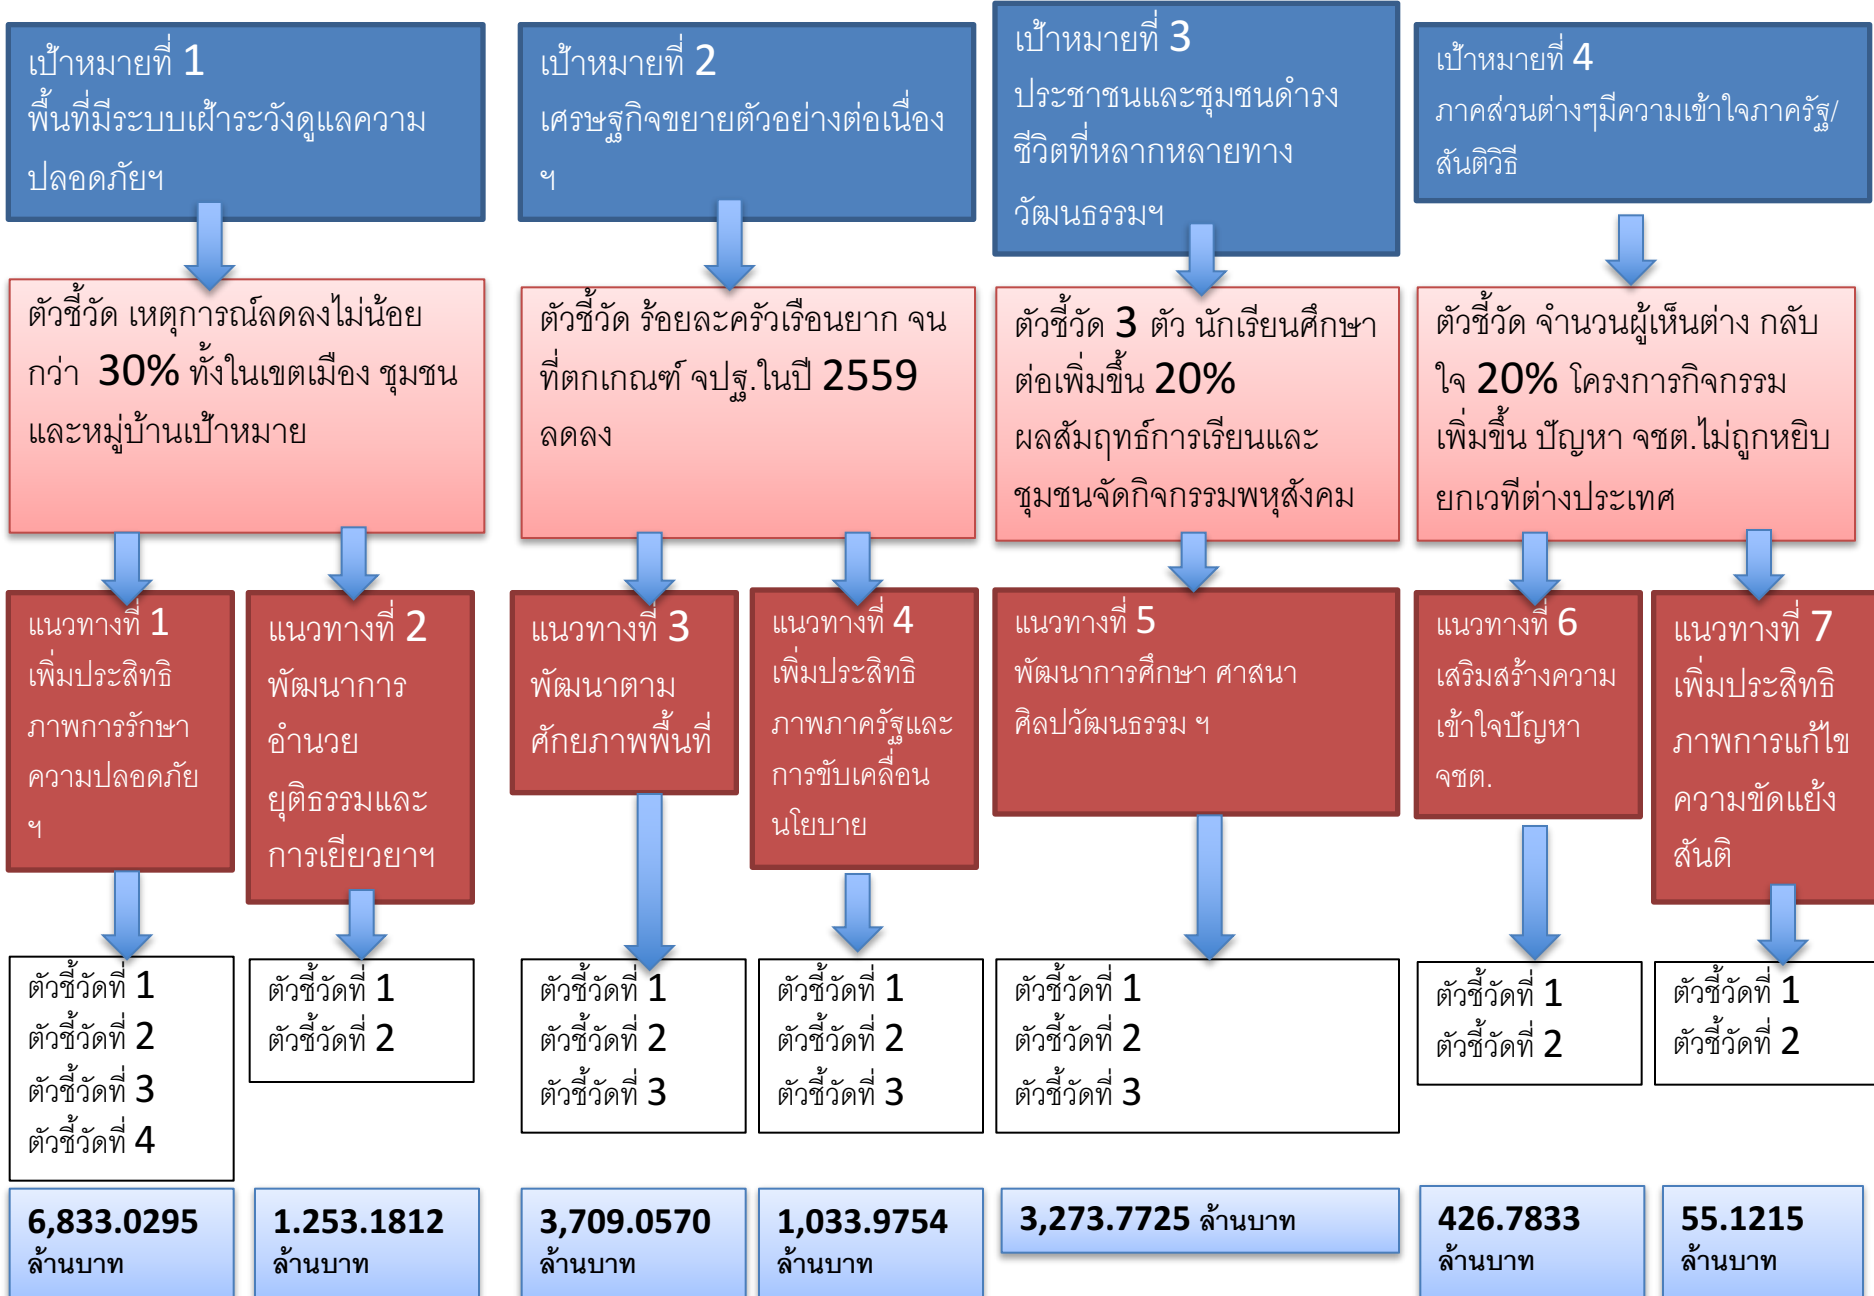 เป้าหมายที่ 1
พื้นที่มีระบบเฝ้าระวังดูแลความ
ปลอดภัยฯ
เป้าหมายที่ 2
เศรษฐกิจขยายตัวอย่างต่อเนื่อง
ฯ
เป้าหมายที่ 3
ประชาชนและชุมชนดำรง
ชีวิตที่หลากหลายทาง
วัฒนธรรมฯ
เป้าหมายที่ 4
ภาคส่วนต่างๆมีความเข้าใจภาครัฐ/
สันติวิธี
ตัวชี้วัด เหตุการณ์ลดลงไม่น้อย
กว่า 30% ทั้งในเขตเมือง ชุมชน
และหมู่บ้านเป้าหมาย
ตัวชี้วัด ร้อยละครัวเรือนยาก จน
ที่ตกเกณฑ์ จปฐ.ในปี 2559
ลดลง
ตัวชี้วัด 3 ตัว นักเรียนศึกษา
ต่อเพิ่มขึ้น 20%
ผลสัมฤทธ์การเรียนและ
ชุมชนจัดกิจกรรมพหุสังคม
ตัวชี้วัด จำนวนผู้เห็นต่าง กลับ
ใจ 20% โครงการกิจกรรม
เพิ่มขึ้น ปัญหา จชต.ไม่ถูกหยิบ
ยกเวทีต่างประเทศ
แนวทางที่ 1
เพิ่มประสิทธิ
ภาพการรักษา
ความปลอดภัย
ฯ
แนวทางที่ 2
พัฒนาการ
อำนวย
ยุติธรรมและ
การเยียวยาฯ
แนวทางที่ 3
พัฒนาตาม
ศักยภาพพื้นที่
แนวทางที่ 4
เพิ่มประสิทธิ
ภาพภาครัฐและ
การขับเคลื่อน
นโยบาย
แนวทางที่ 5
พัฒนาการศึกษา ศาสนา
ศิลปวัฒนธรรม ฯ
แนวทางที่ 6
เสริมสร้างความ
เข้าใจปัญหา
จชต.
แนวทางที่ 7
เพิ่มประสิทธิ
ภาพการแก้ไข
ความขัดแย้ง
สันติ
ตัวชี้วัดที่ 1
ตัวชี้วัดที่ 2
ตัวชี้วัดที่ 3
ตัวชี้วัดที่ 4
ตัวชี้วัดที่ 1
ตัวชี้วัดที่ 2
ตัวชี้วัดที่ 1
ตัวชี้วัดที่ 2
ตัวชี้วัดที่ 3
ตัวชี้วัดที่ 1
ตัวชี้วัดที่ 2
ตัวชี้วัดที่ 3
ตัวชี้วัดที่ 1
ตัวชี้วัดที่ 2
ตัวชี้วัดที่ 3
ตัวชี้วัดที่ 1
ตัวชี้วัดที่ 2
ตัวชี้วัดที่ 1
ตัวชี้วัดที่ 2
6,833.0295
ล้านบาท
1.253.1812
ล้านบาท
3,709.0570
ล้านบาท
1,033.9754
ล้านบาท
3,273.7725 ล้านบาท
426.7833
ล้านบาท
55.1215
ล้านบาท